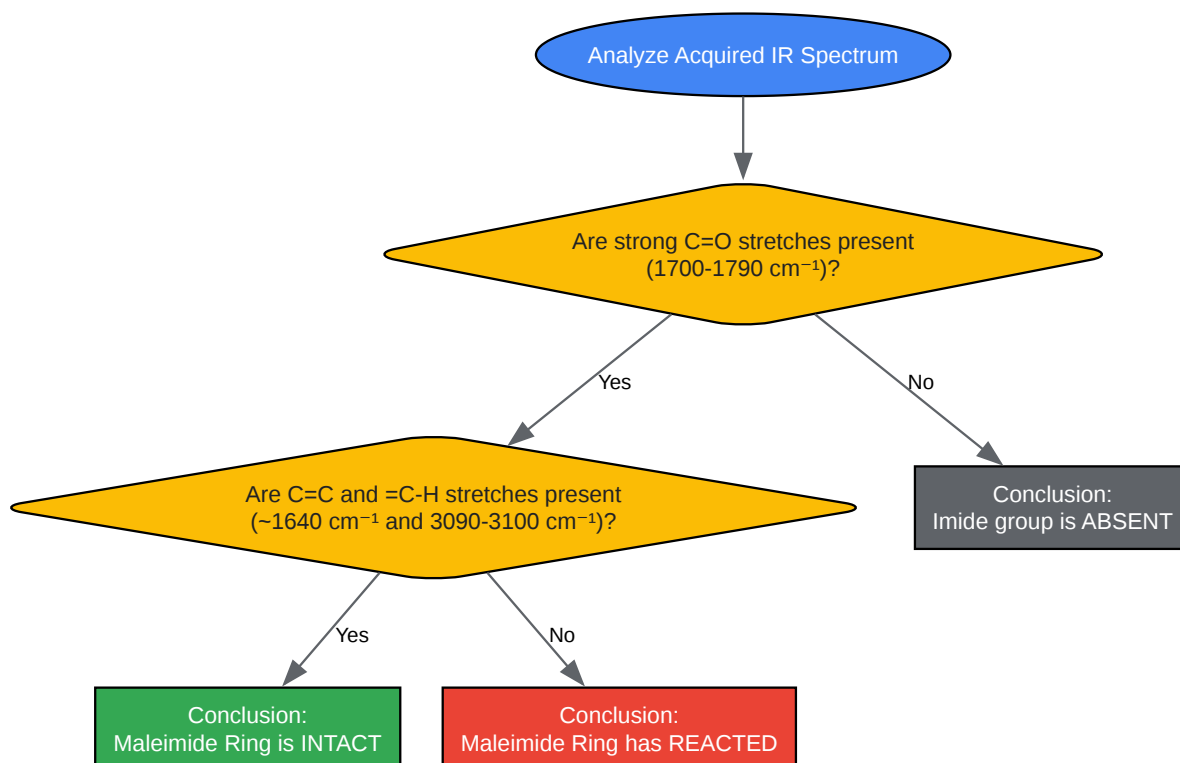 Analyze Acquired IR Spectrum
Are strong C=O stretches present
(1700-1790 cm⁻¹)?
Yes
No
Are C=C and =C-H stretches present
(~1640 cm⁻¹ and 3090-3100 cm⁻¹)?
Conclusion:
Imide group is ABSENT
Yes
No
Conclusion:
Maleimide Ring is INTACT
Conclusion:
Maleimide Ring has REACTED